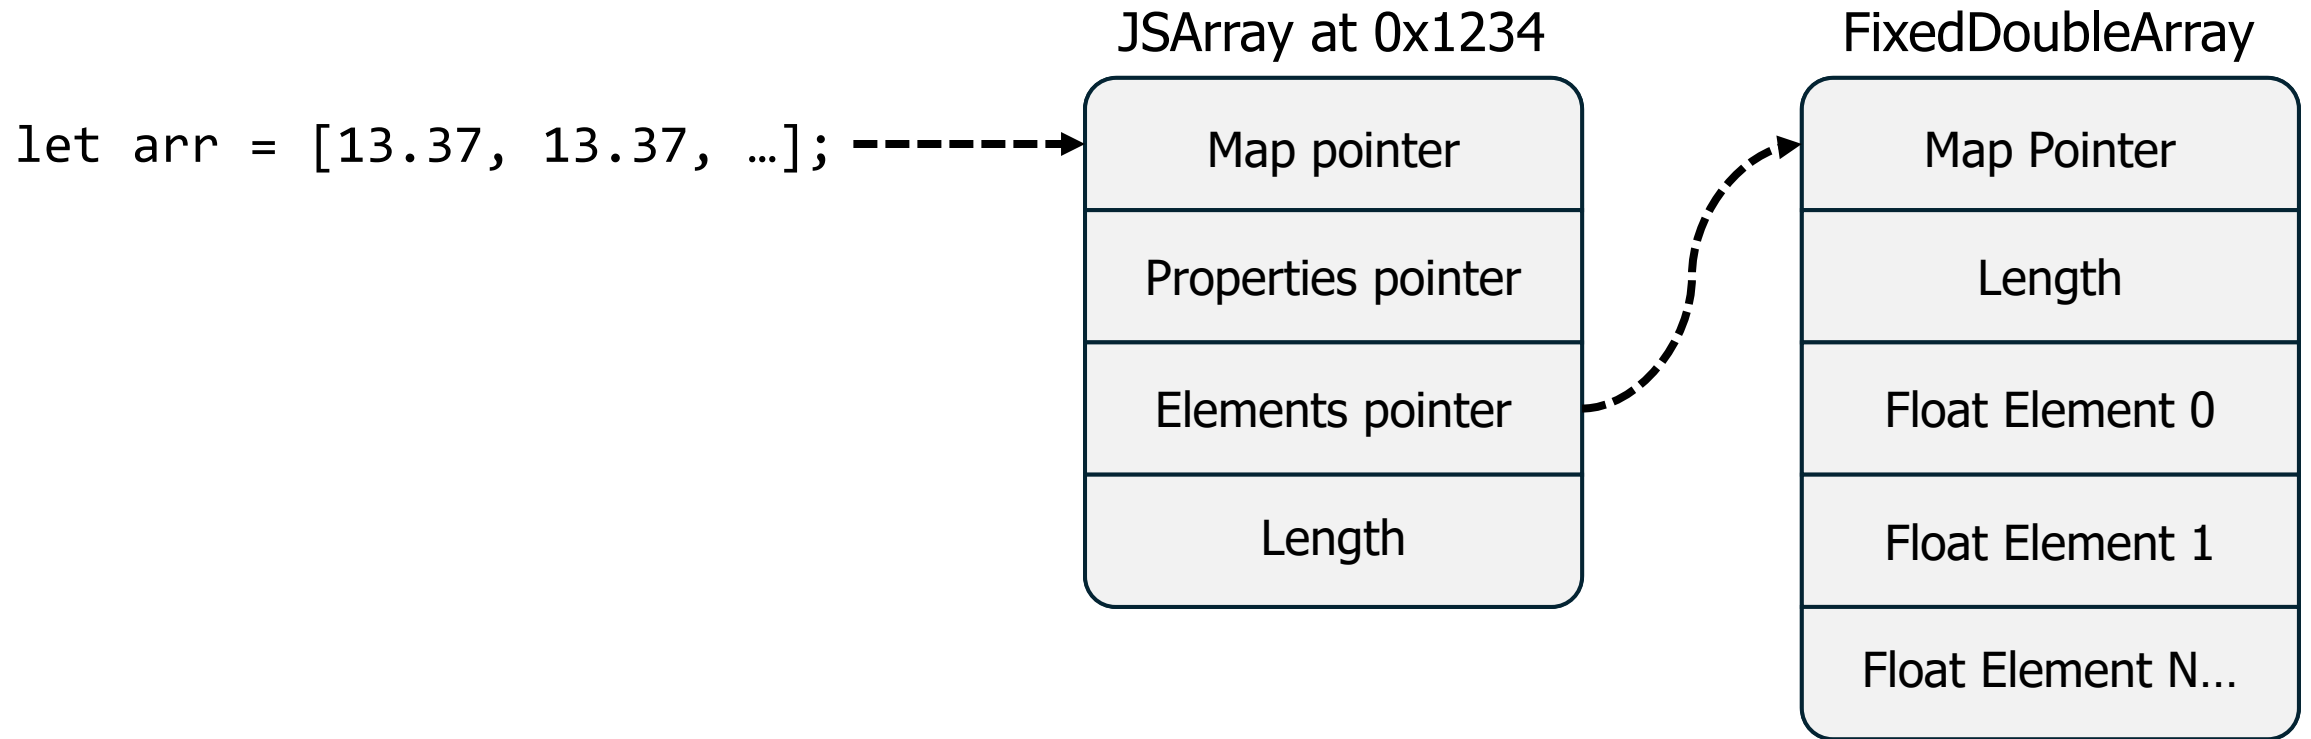 JSArray at 0x1234
FixedDoubleArray
let arr = [13.37, 13.37, …];
Map pointer
Properties pointer
Elements pointer
Length
Map Pointer
Length
Float Element 0
Float Element 1
Float Element N...